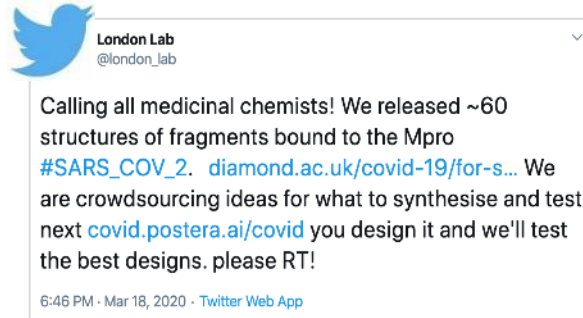 London Lab
@london_lab
Calling all medicinal chemists! We released ~60
structures of fragments bound to the Mpro
#SARS_COV_2. diamond.ac.uk/covid-19/for-s... We
are crowdsourcing ideas for what to synthesise and test
next covid.postera.ai/covid you design it and we'll test
the best designs. please RT!
6:46 PM · Mar 18, 2020 · Twitter Web App